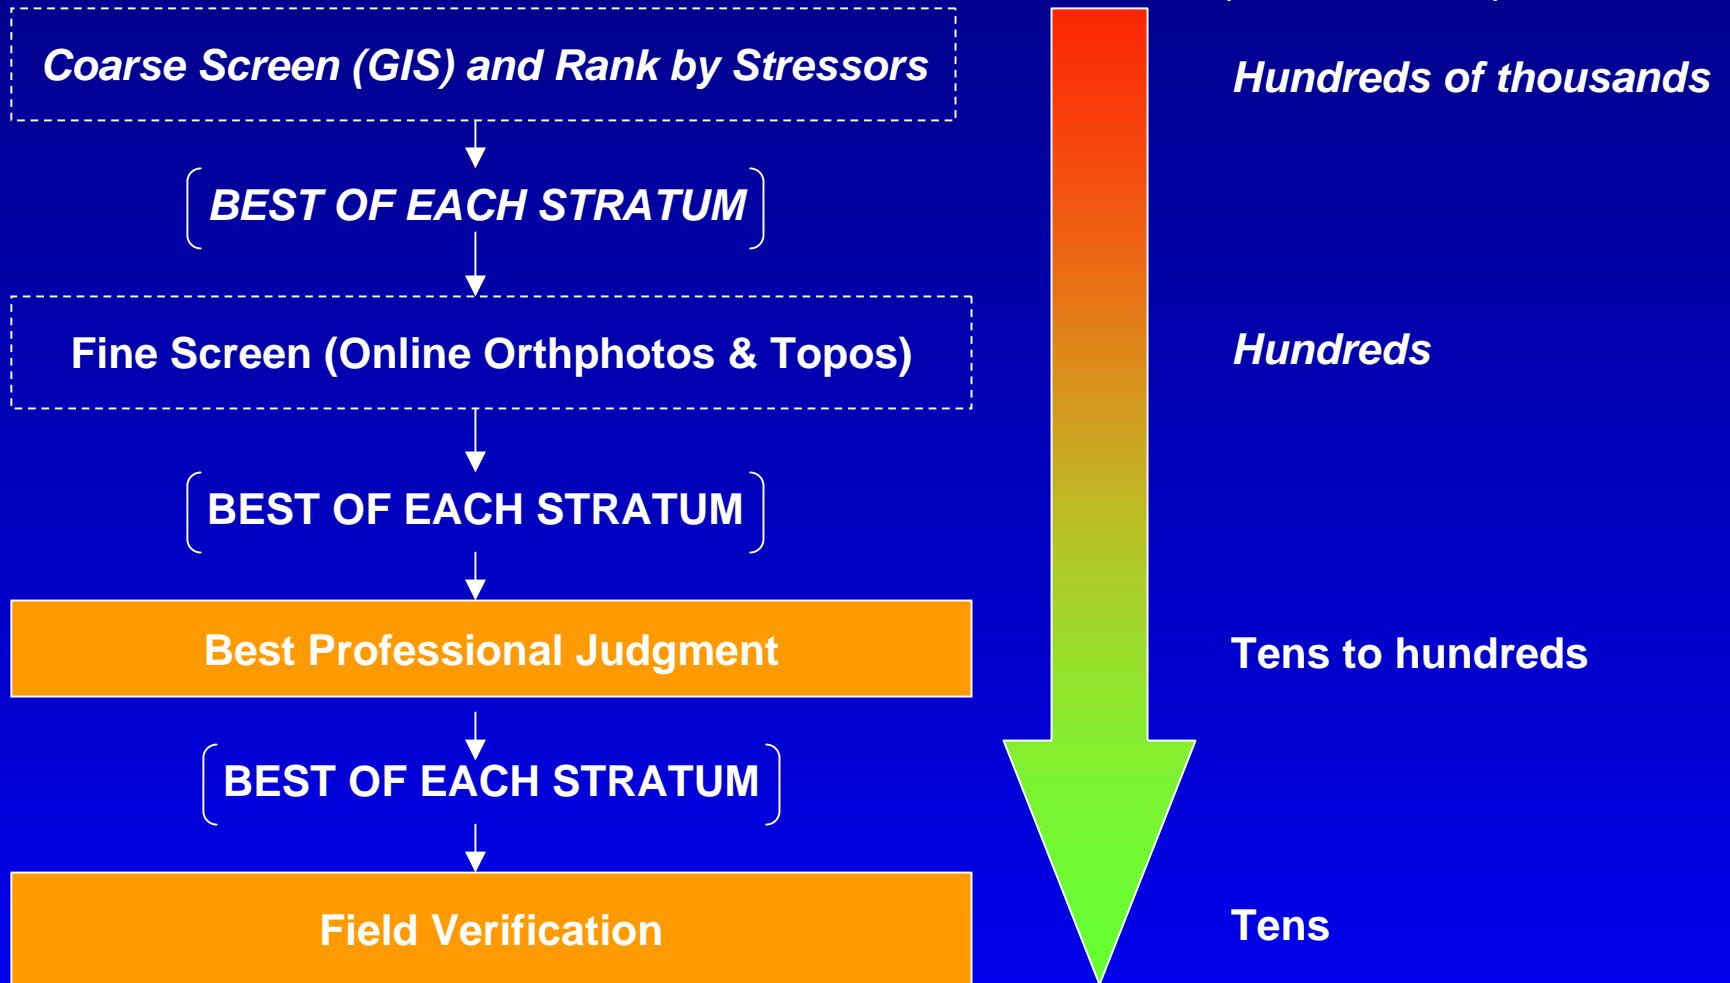 Coarse Screen (GIS) and Rank by Stressors
Hundreds of thousands
BEST OF EACH STRATUM
Fine Screen (Online Orthphotos & Topos)
Hundreds
BEST OF EACH STRATUM
Best Professional Judgment
Tens to hundreds
BEST OF EACH STRATUM
Field Verification
Tens